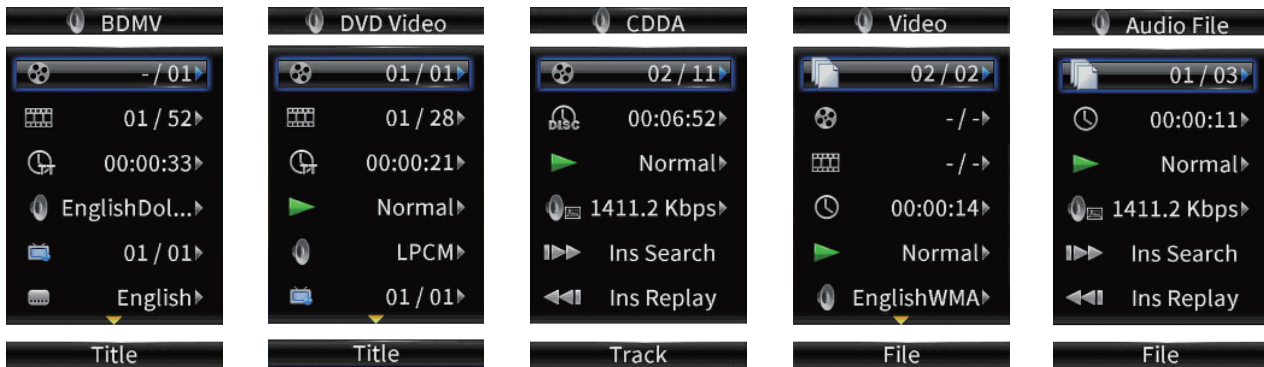 BDMV
- / 01
01 / 52
00:00:33
EnglishDol...
01 / 01
English
Title
DVD Video
01 / 01
01 / 28
00:00:21
Normal
LPCM
01 / 01
Title
CDDA
02 / 11
DISC 00:06:52
Normal
1411.2 Kbps
Ins Search
Ins Replay
Track
Video
02 / 02
- / -
- / -
00:00:14
Normal
EnglishWMA
File
Audio File
01 / 03
00:00:11
Normal
1411.2 Kbps
Ins Search
Ins Replay
File